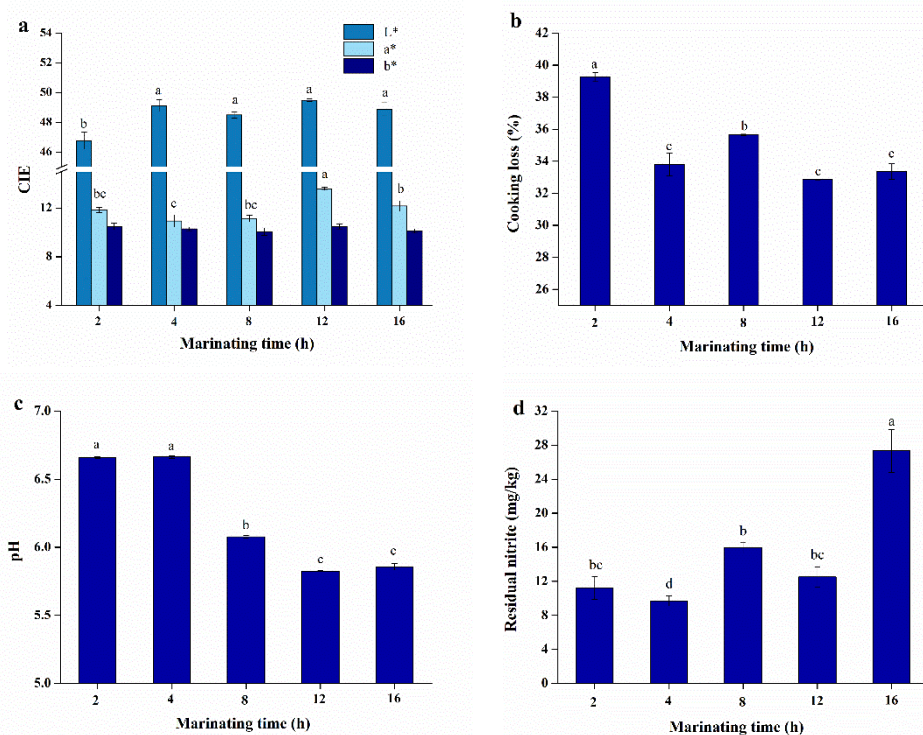 a
L*
a*
b*
54
52
50
48
46
12
8
4
CIE
b
a
a
a
a
bc
c
bc
a
b
2
4
8
12
16
Marinating time (h)
b
40
38
36
34
32
30
28
26
Cooking loss (%)
a
c
b
c
c
2
4
8
12
16
Marinating time (h)
c
7.0
6.5
6.0
5.5
5.0
pH
a
a
b
c
c
2
4
8
12
16
Marinating time (h)
d
32
28
24
20
16
12
8
4
0
Residual nitrite (mg/kg)
bc
d
b
bc
a
2
4
8
12
16
Marinating time (h)